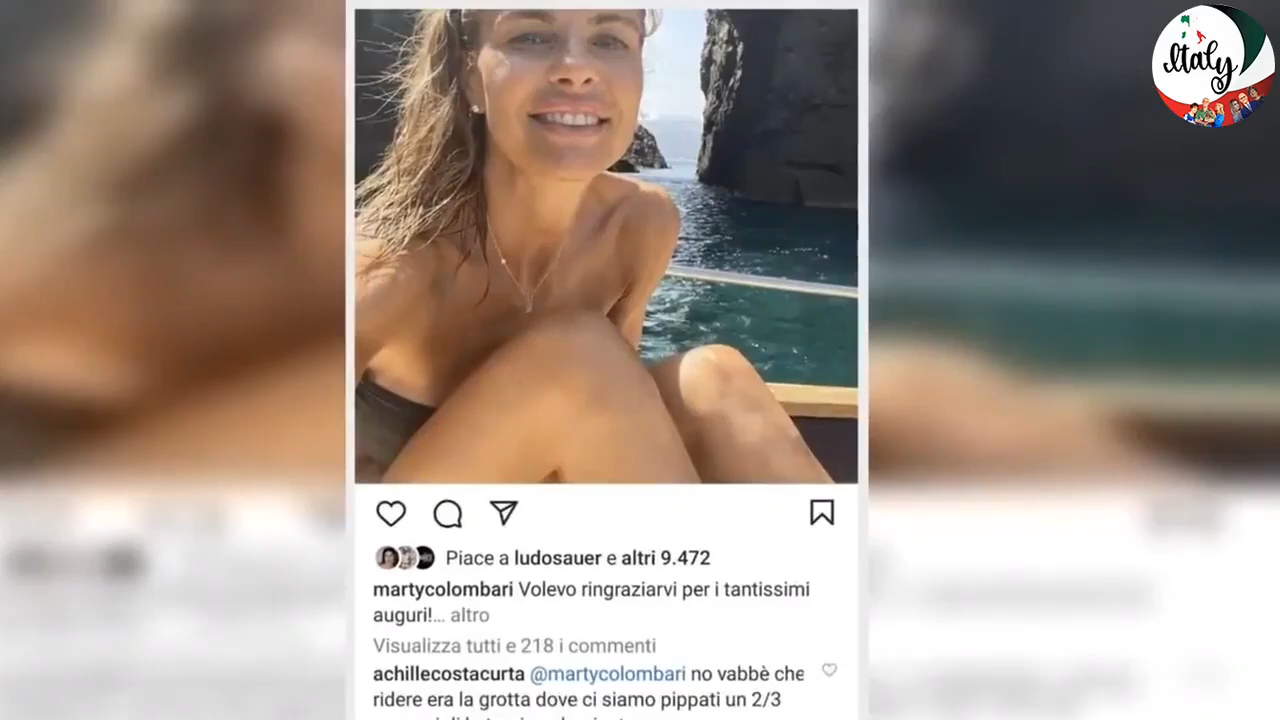 Italy
Piace a ludosauer e altri 9.472
martycolombari Volevo ringraziarvi per i tantissimi
auguri!... altro
Visualizza tutti e 218 i commenti
achillecostacurta @martycolombari no vabbè che
ridere era la grotta dove ci siamo pippati un 2/3